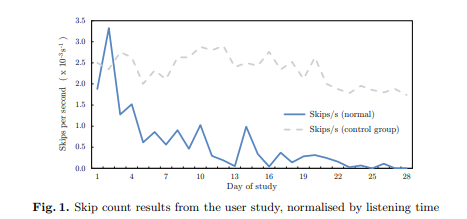 3.5
3.0
2.5
2.0
1.5
1.0
0.5
0.0
Skips per second ( x 10⁻³s⁻¹ )
Skips/s (normal)
Skips/s (control group)
1 4 7 10 13 16 19 22 25 28
Day of study
Fig. 1. Skip count results from the user study, normalised by listening time